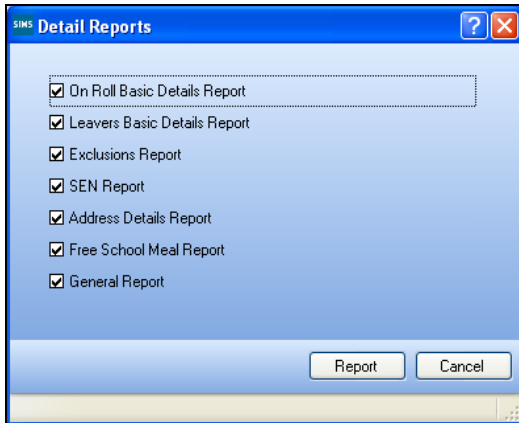 SIMS Detail Reports
On Roll Basic Details Report
Leavers Basic Details Report
Exclusions Report
SEN Report
Address Details Report
Free School Meal Report
General Report
Report Cancel